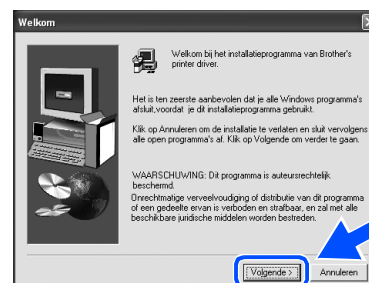 Welkom
Welkom bij het installatieprogramma van Brother's
printer driver.
Het is ten zeerste aanbevolen dat je alle Windows programma's
afsluit,voordat je dit installatieprogramma gebruikt.
Klik op Annuleren om de installatie te verlaten en sluit vervolgens
alle open programma's af. Klik op Volgende om verder te gaan.
WAARSCHUWING: Dit programma is auteursrechtelijk
beschermd.
Onrechtmatige verveelvoudiging of distributie van dit programma
of een gedeelte ervan is verboden en strafbaar, en zal met alle
beschikbare juridische middelen worden bestreden.
Volgende >
Annuleren